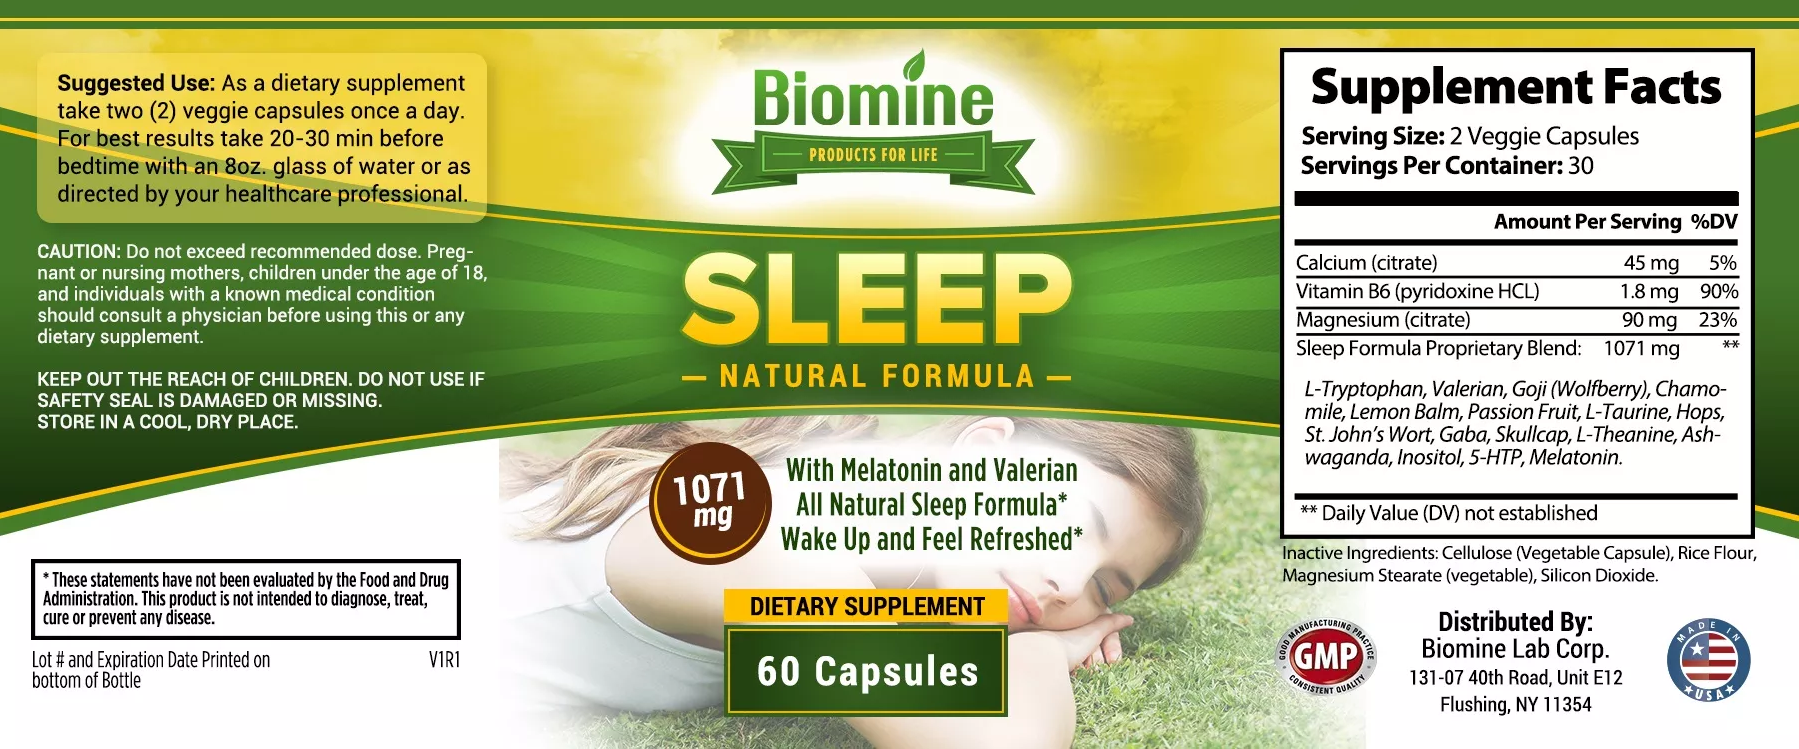 Suggested Use: As a dietary supplement
take two (2) veggie capsules once a day.
For best results take 20-30 min before
bedtime with an 8oz. glass of water or as
directed by your healthcare professional.
CAUTION: Do not exceed recommended dose. Preg-
nant or nursing mothers, children under the age of 18,
and individuals with a known medical condition
should consult a physician before using this or any
dietary supplement.
KEEP OUT THE REACH OF CHILDREN. DO NOT USE IF
SAFETY SEAL IS DAMAGED OR MISSING.
STORE IN A COOL, DRY PLACE.
* These statements have not been evaluated by the Food and Drug
Administration. This product is not intended to diagnose, treat,
cure or prevent any disease.
Lot # and Expiration Date Printed on
bottom of Bottle
V1R1
Biomine
PRODUCTS FOR LIFE
SLEEP
NATURAL FORMULA
1071
mg
With Melatonin and Valerian
All Natural Sleep Formula*
Wake Up and Feel Refreshed*
DIETARY SUPPLEMENT
60 Capsules
Supplement Facts
Serving Size: 2 Veggie Capsules
Servings Per Container: 30
Amount Per Serving %DV
Calcium (citrate) 45 mg 5%
Vitamin B6 (pyridoxine HCL) 1.8 mg 90%
Magnesium (citrate) 90 mg 23%
Sleep Formula Proprietary Blend: 1071 mg **
L-Tryptophan, Valerian, Goji (Wolfberry), Chamo-
mile, Lemon Balm, Passion Fruit, L-Taurine, Hops,
St. John's Wort, Gaba, Skullcap, L-Theanine, Ash-
waganda, Inositol, 5-HTP, Melatonin.
** Daily Value (DV) not established
Inactive Ingredients: Cellulose (Vegetable Capsule), Rice Flour,
Magnesium Stearate (vegetable), Silicon Dioxide.
GOOD MANUFACTURING PRACTICE
GMP
CONSISTENT QUALITY
Distributed By:
Biomine Lab Corp.
131-07 40th Road, Unit E12
Flushing, NY 11354
MADE IN
USA